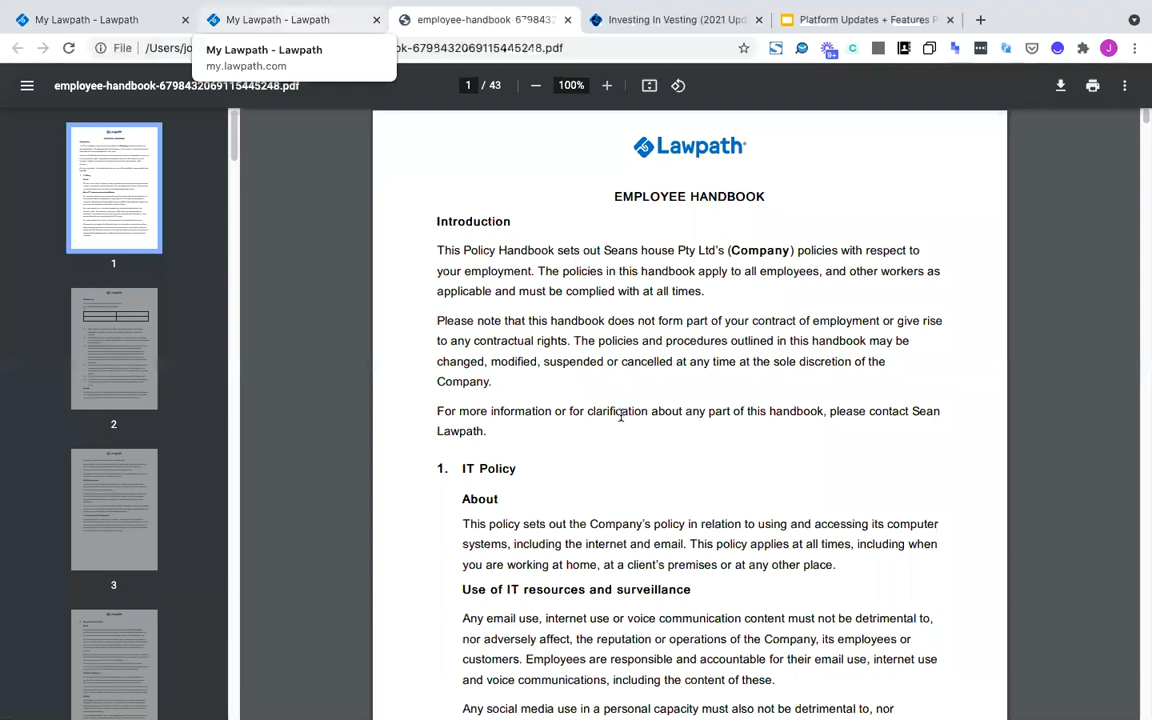 My Lawpath - Lawpath
My Lawpath - Lawpath
employee-handbook-6798432
Investing In Vesting (2021 Upd
Platform Updates + Features P
File
/Users/jo
ok-6798432069115445248.pdf
9+
J
My Lawpath - Lawpath
my.lawpath.com
employee-handbook-6798432069115445248.pdf
1 / 43
100%
1
2
3
Lawpath
EMPLOYEE HANDBOOK
Introduction
This Policy Handbook sets out Seans house Pty Ltd's (Company) policies with respect to
your employment. The policies in this handbook apply to all employees, and other workers as
applicable and must be complied with at all times.
Please note that this handbook does not form part of your contract of employment or give rise
to any contractual rights. The policies and procedures outlined in this handbook may be
changed, modified, suspended or cancelled at any time at the sole discretion of the
Company.
For more information or for clarification about any part of this handbook, please contact Sean
Lawpath.
1. IT Policy
About
This policy sets out the Company's policy in relation to using and accessing its computer
systems, including the internet and email. This policy applies at all times, including when
you are working at home, at a client's premises or at any other place.
Use of IT resources and surveillance
Any email use, internet use or voice communication content must not be detrimental to,
nor adversely affect, the reputation or operations of the Company, its employees or
customers. Employees are responsible and accountable for their email use, internet use
and voice communications, including the content of these.
Any social media use in a personal capacity must also not be detrimental to, nor